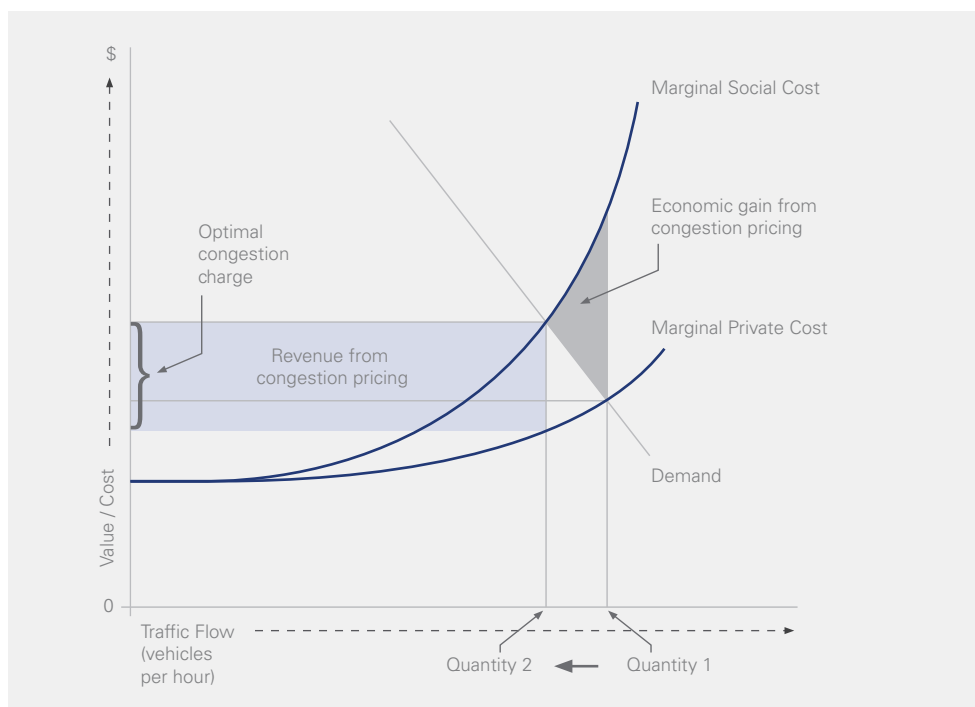 $
Marginal Social Cost
Economic gain from
congestion pricing
Optimal
congestion
charge
Marginal Private Cost
Revenue from
congestion pricing
Demand
Value / Cost
0
Traffic Flow
(vehicles
per hour)
Quantity 2
Quantity 1